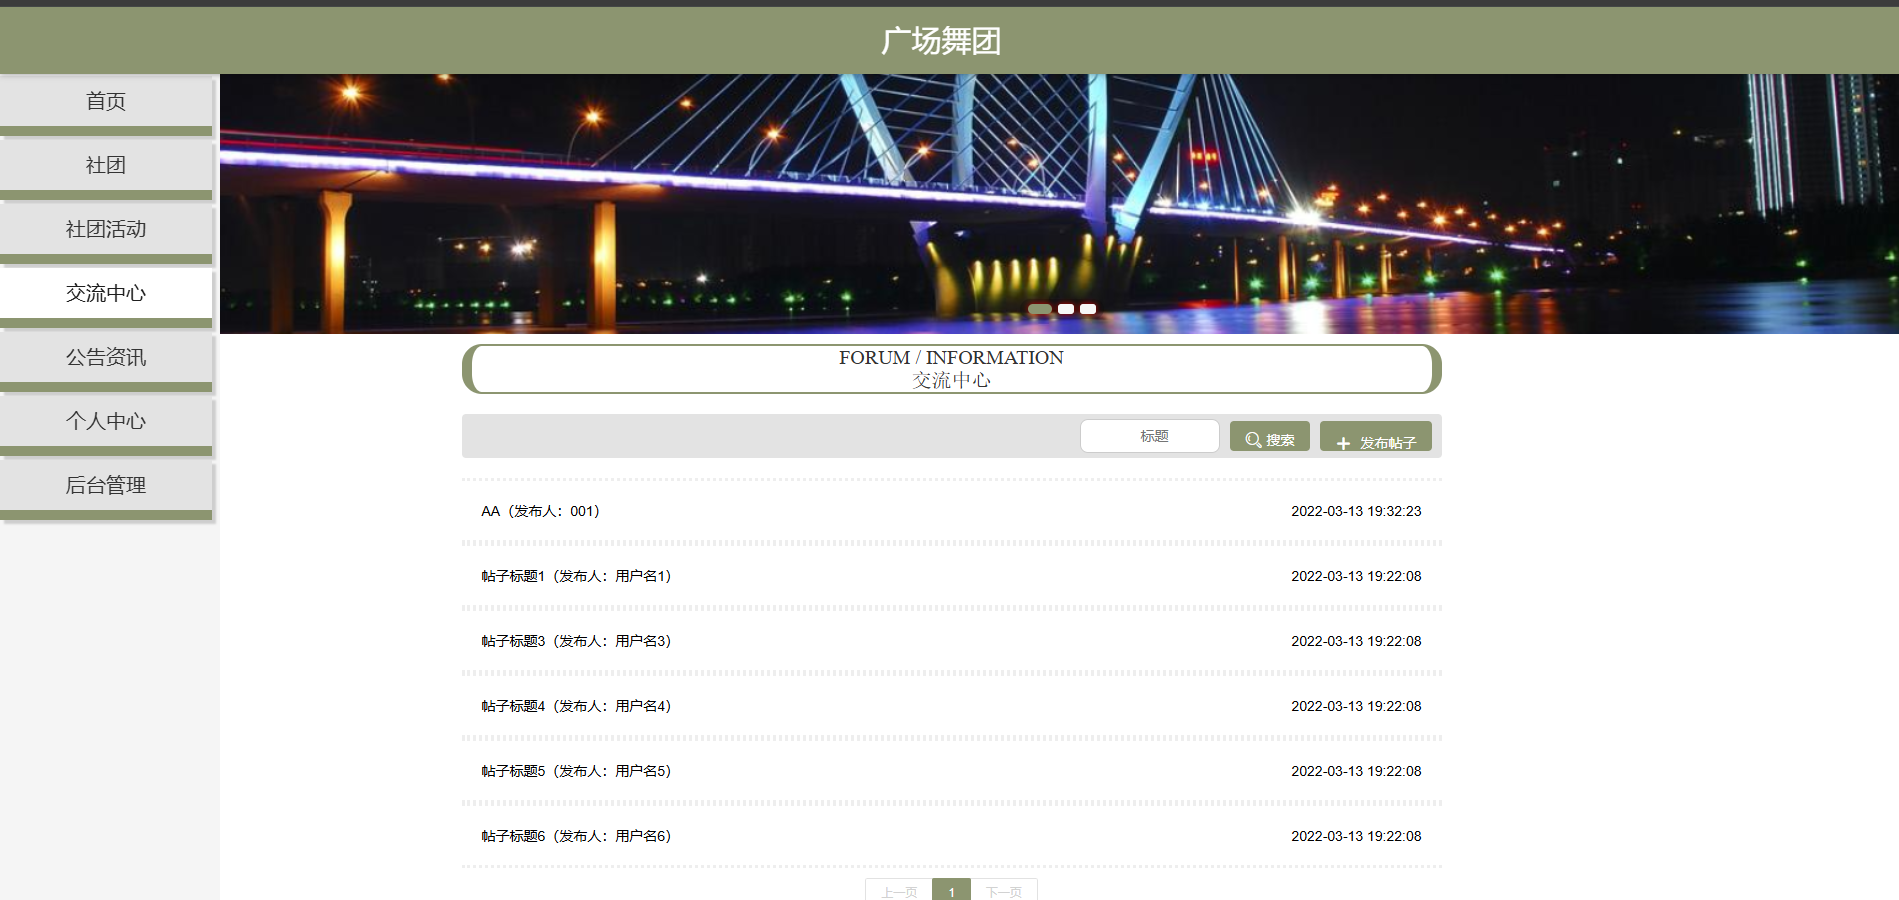 广场舞团
首页
社团
社团活动
交流中心
公告资讯
个人中心
后台管理
FORUM / INFORMATION
交流中心
标题
搜索
发布帖子
AA（发布人：001） 2022-03-13 19:32:23
帖子标题1（发布人：用户名1） 2022-03-13 19:22:08
帖子标题3（发布人：用户名3） 2022-03-13 19:22:08
帖子标题4（发布人：用户名4） 2022-03-13 19:22:08
帖子标题5（发布人：用户名5） 2022-03-13 19:22:08
帖子标题6（发布人：用户名6） 2022-03-13 19:22:08
上一页 1 下一页